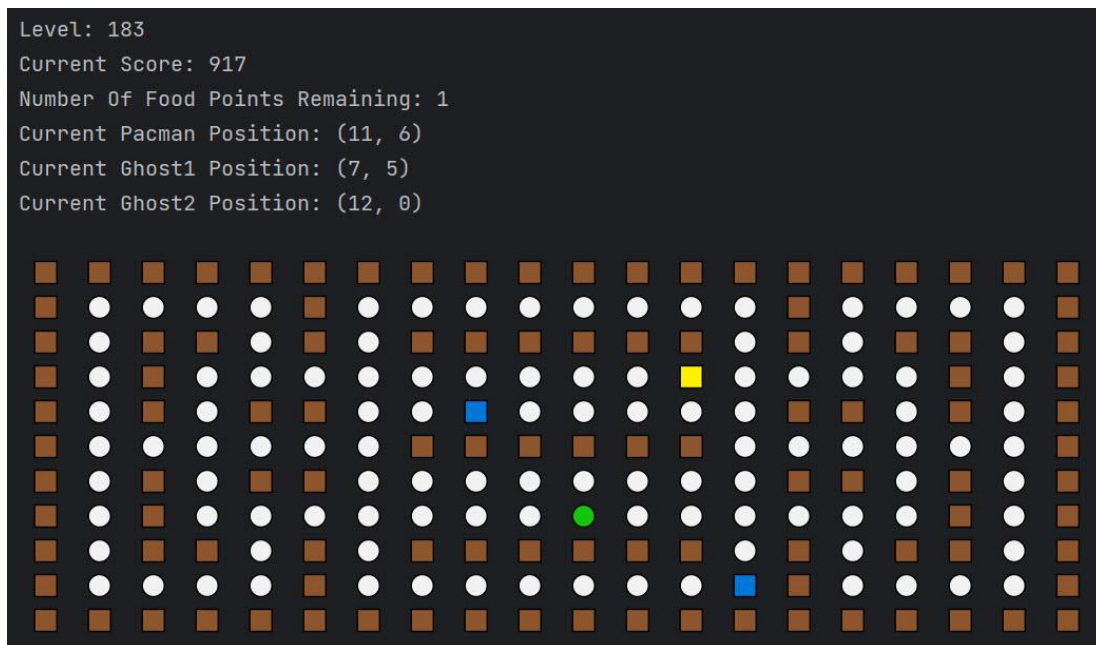 Level: 183
Current Score: 917
Number Of Food Points Remaining: 1
Current Pacman Position: (11, 6)
Current Ghost1 Position: (7, 5)
Current Ghost2 Position: (12, 0)